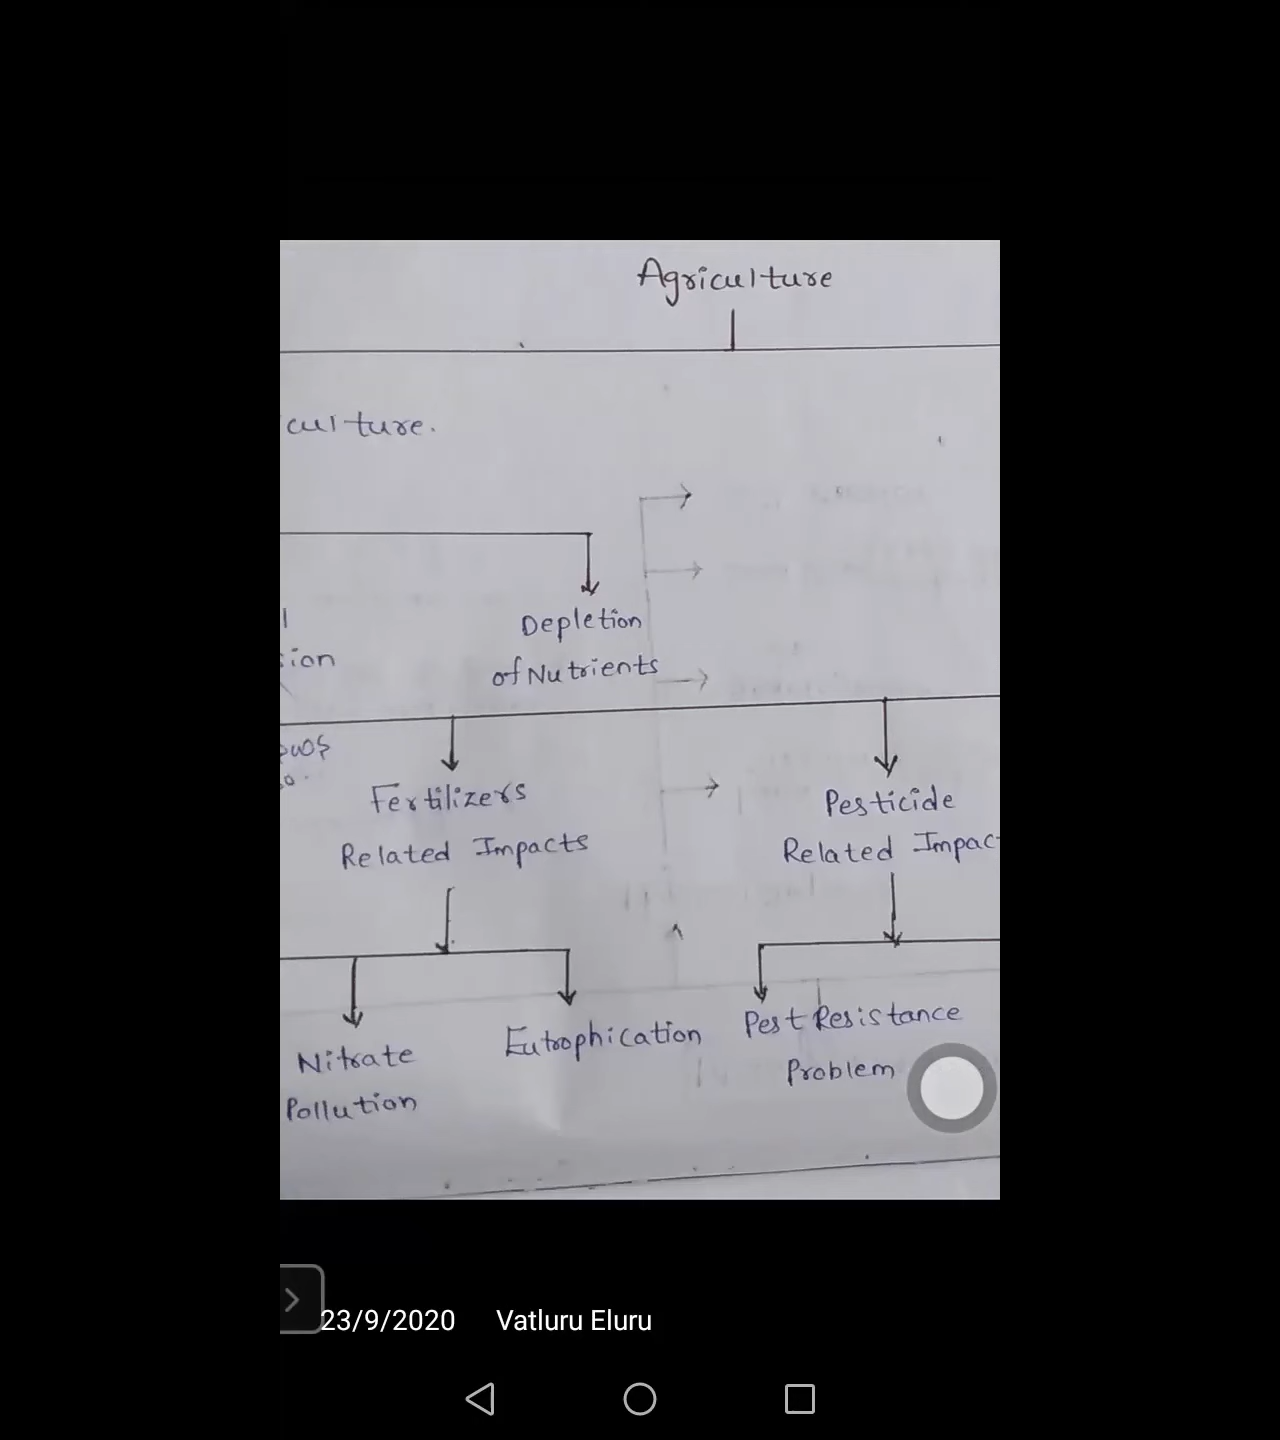 Agriculture
culture.
Depletion
of Nutrients
sion
Fertilizers
Related Impacts
Pesticide
Related Impac
Nitrate
Pollution
Eutrophication
Pest Resistance
Problem
23/9/2020 Vatluru Eluru